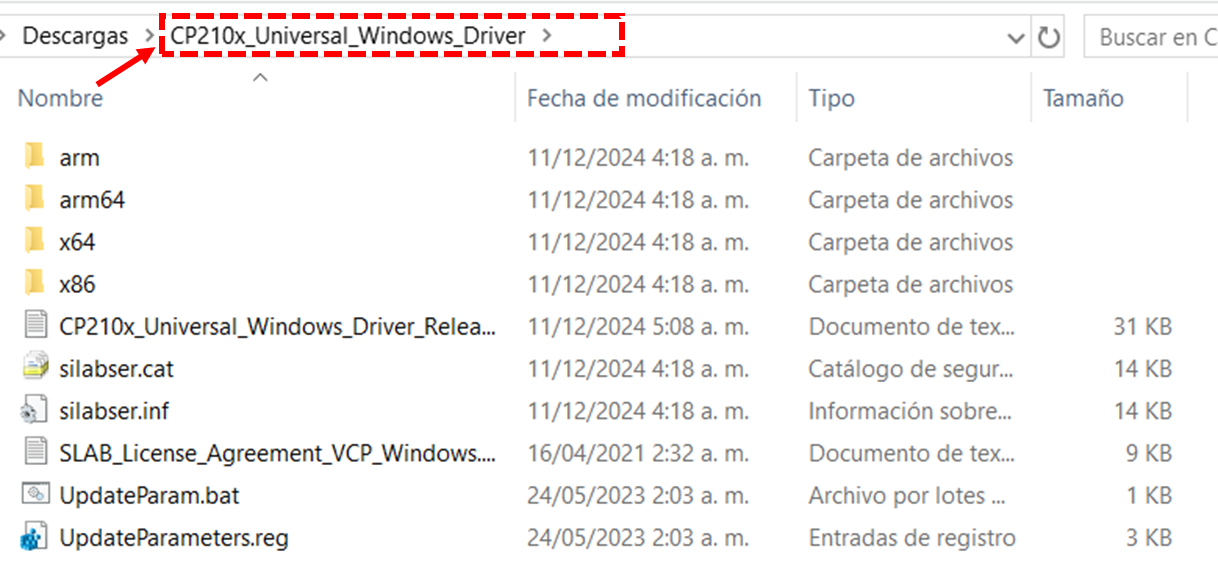 Descargas > CP210x_Universal_Windows_Driver > Buscar en C
Nombre Fecha de modificación Tipo Tamaño
arm 11/12/2024 4:18 a. m. Carpeta de archivos
arm64 11/12/2024 4:18 a. m. Carpeta de archivos
x64 11/12/2024 4:18 a. m. Carpeta de archivos
x86 11/12/2024 4:18 a. m. Carpeta de archivos
CP210x_Universal_Windows_Driver_Relea... 11/12/2024 5:08 a. m. Documento de tex... 31 KB
silabser.cat 11/12/2024 4:18 a. m. Catálogo de segur... 14 KB
silabser.inf 11/12/2024 4:18 a. m. Información sobre... 14 KB
SLAB_License_Agreement_VCP_Windows.... 16/04/2021 2:32 a. m. Documento de tex... 9 KB
UpdateParam.bat 24/05/2023 2:03 a. m. Archivo por lotes ... 1 KB
UpdateParameters.reg 24/05/2023 2:03 a. m. Entradas de registro 3 KB